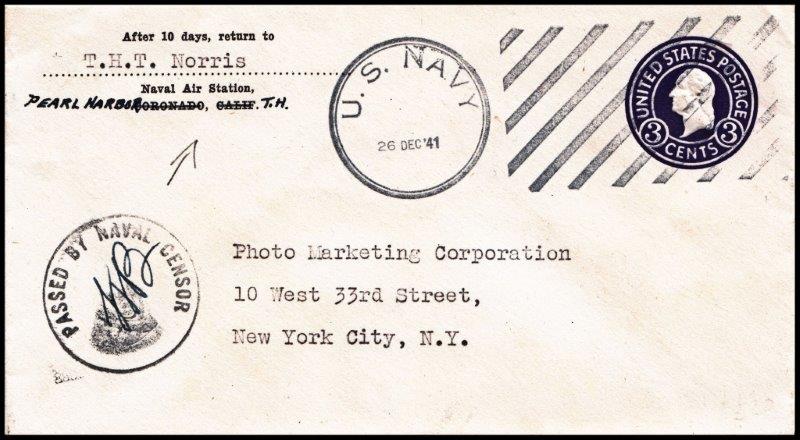 After 10 days, return to
T.H.T. Norris
Naval Air Station,
PEARL HARBOR CORONADO, CALIF. T.H.
U.S. NAVY
26 DEC '41
UNITED STATES POSTAGE
3 CENTS 3
PASSED BY NAVAL CENSOR
Photo Marketing Corporation
10 West 33rd Street,
New York City, N.Y.